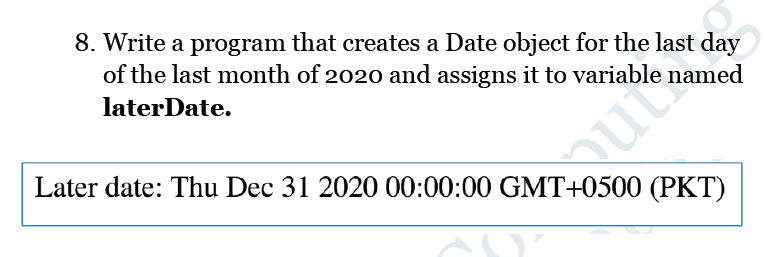 8. Write a program that creates a Date object for the last day
of the last month of 2020 and assigns it to variable named
laterDate.
Later date: Thu Dec 31 2020 00:00:00 GMT+0500 (PKT)